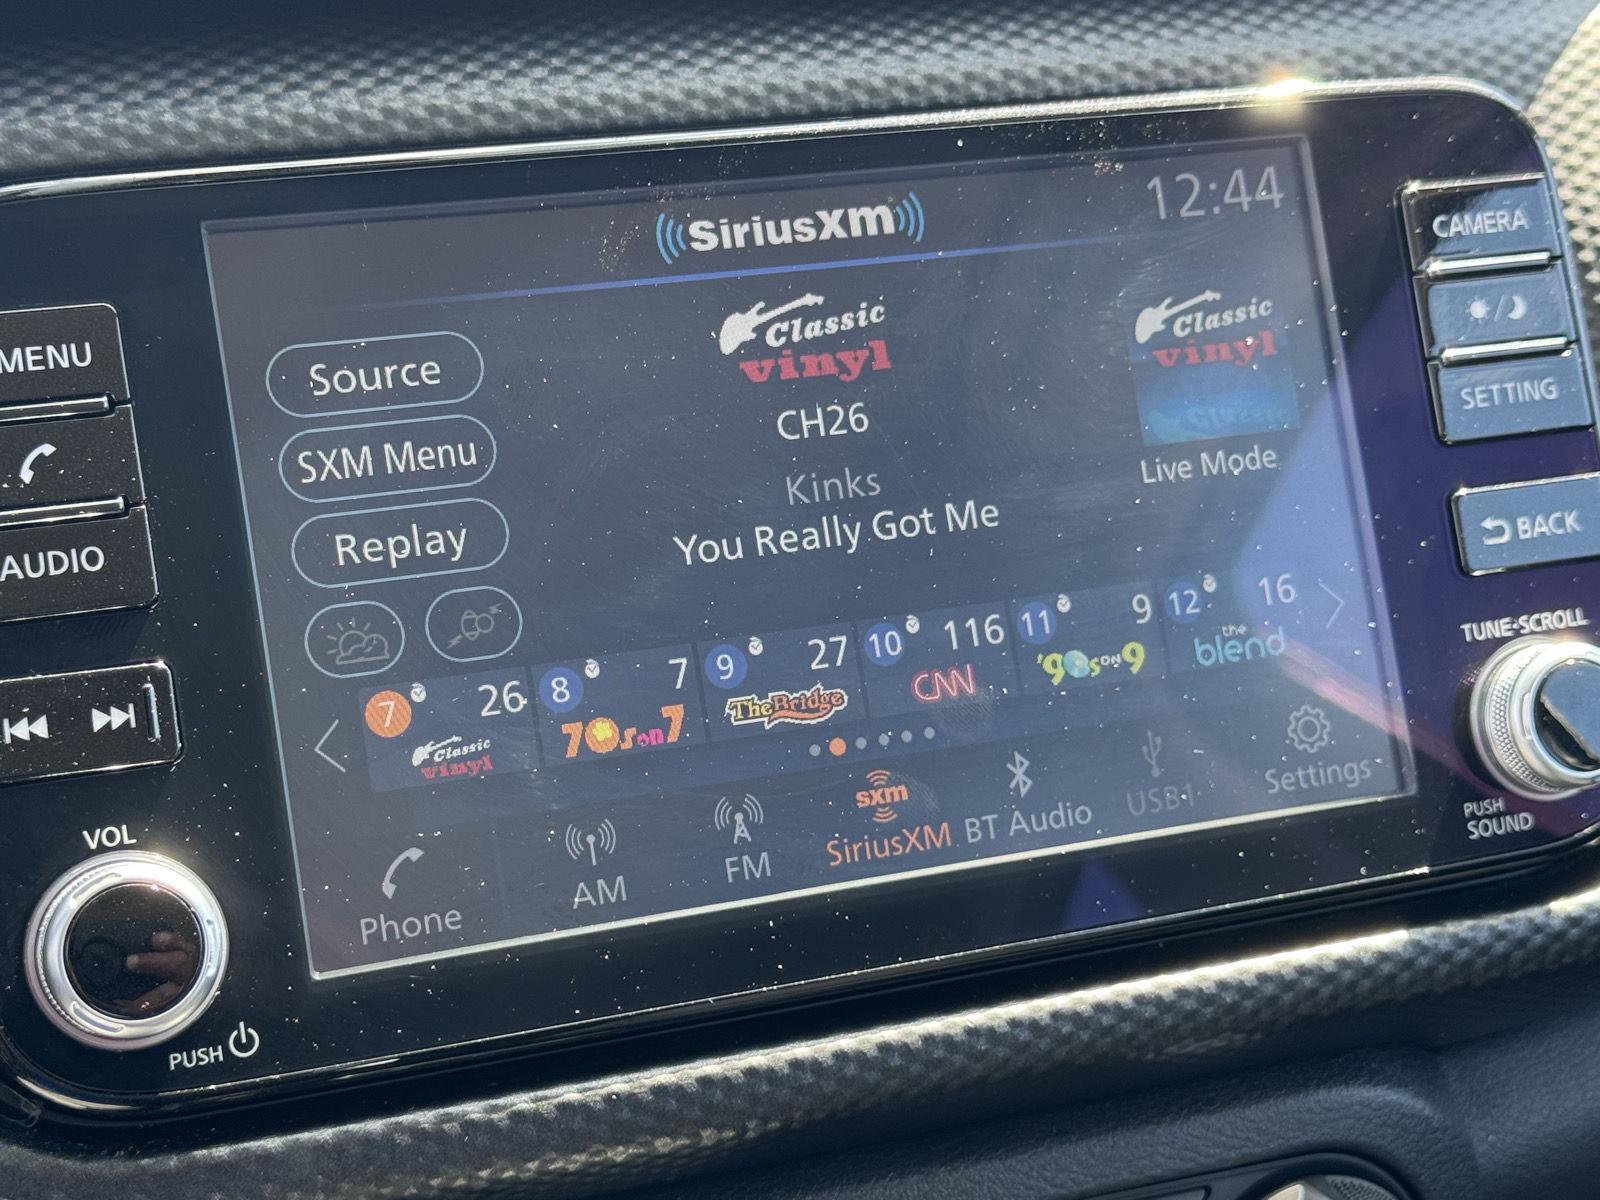 SiriusXM
12:44
CAMERA
SETTING
BACK
TUNE•SCROLL
PUSH
SOUND
MENU
AUDIO
VOL
PUSH
Source
SXM Menu
Replay
Classic
vinyl
CH26
Kinks
You Really Got Me
Classic
vinyl
Live Mode
7 26
Classic
vinyl
8 7
70s on 7
9 27
The Bridge
10 116
CNN
11 9
'90s ON 9
12 16
the
blend
Phone
AM
FM
sxm
SiriusXM
BT Audio
USB1
Settings